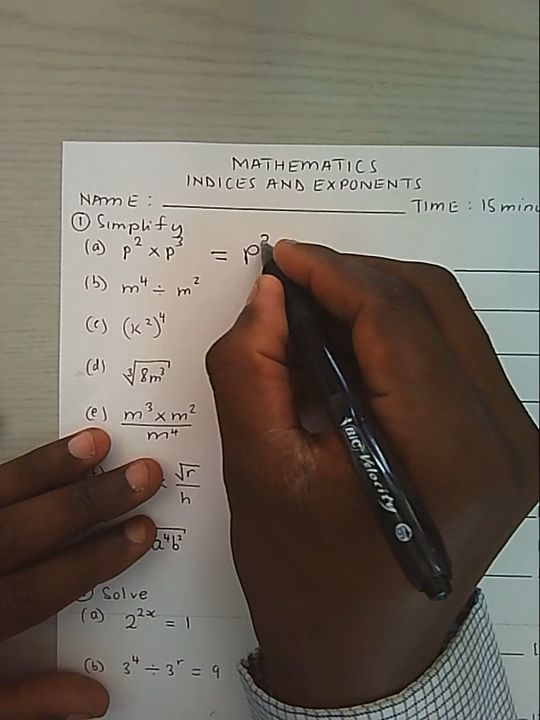 MATHEMATICS
INDICES AND EXPONENTS
NAME : TIME : 15
① Simplify
(a) p² × p³ = p
(b) m⁴ ÷ m²
(c) (k²)⁴
(d) ∛8m³
(e) m³ × m² / m⁴
√r / h
a⁴b²
Solve
(a) 2²ˣ = 1
(b) 3⁴ ÷ 3ʳ = 9
BIC Velocity